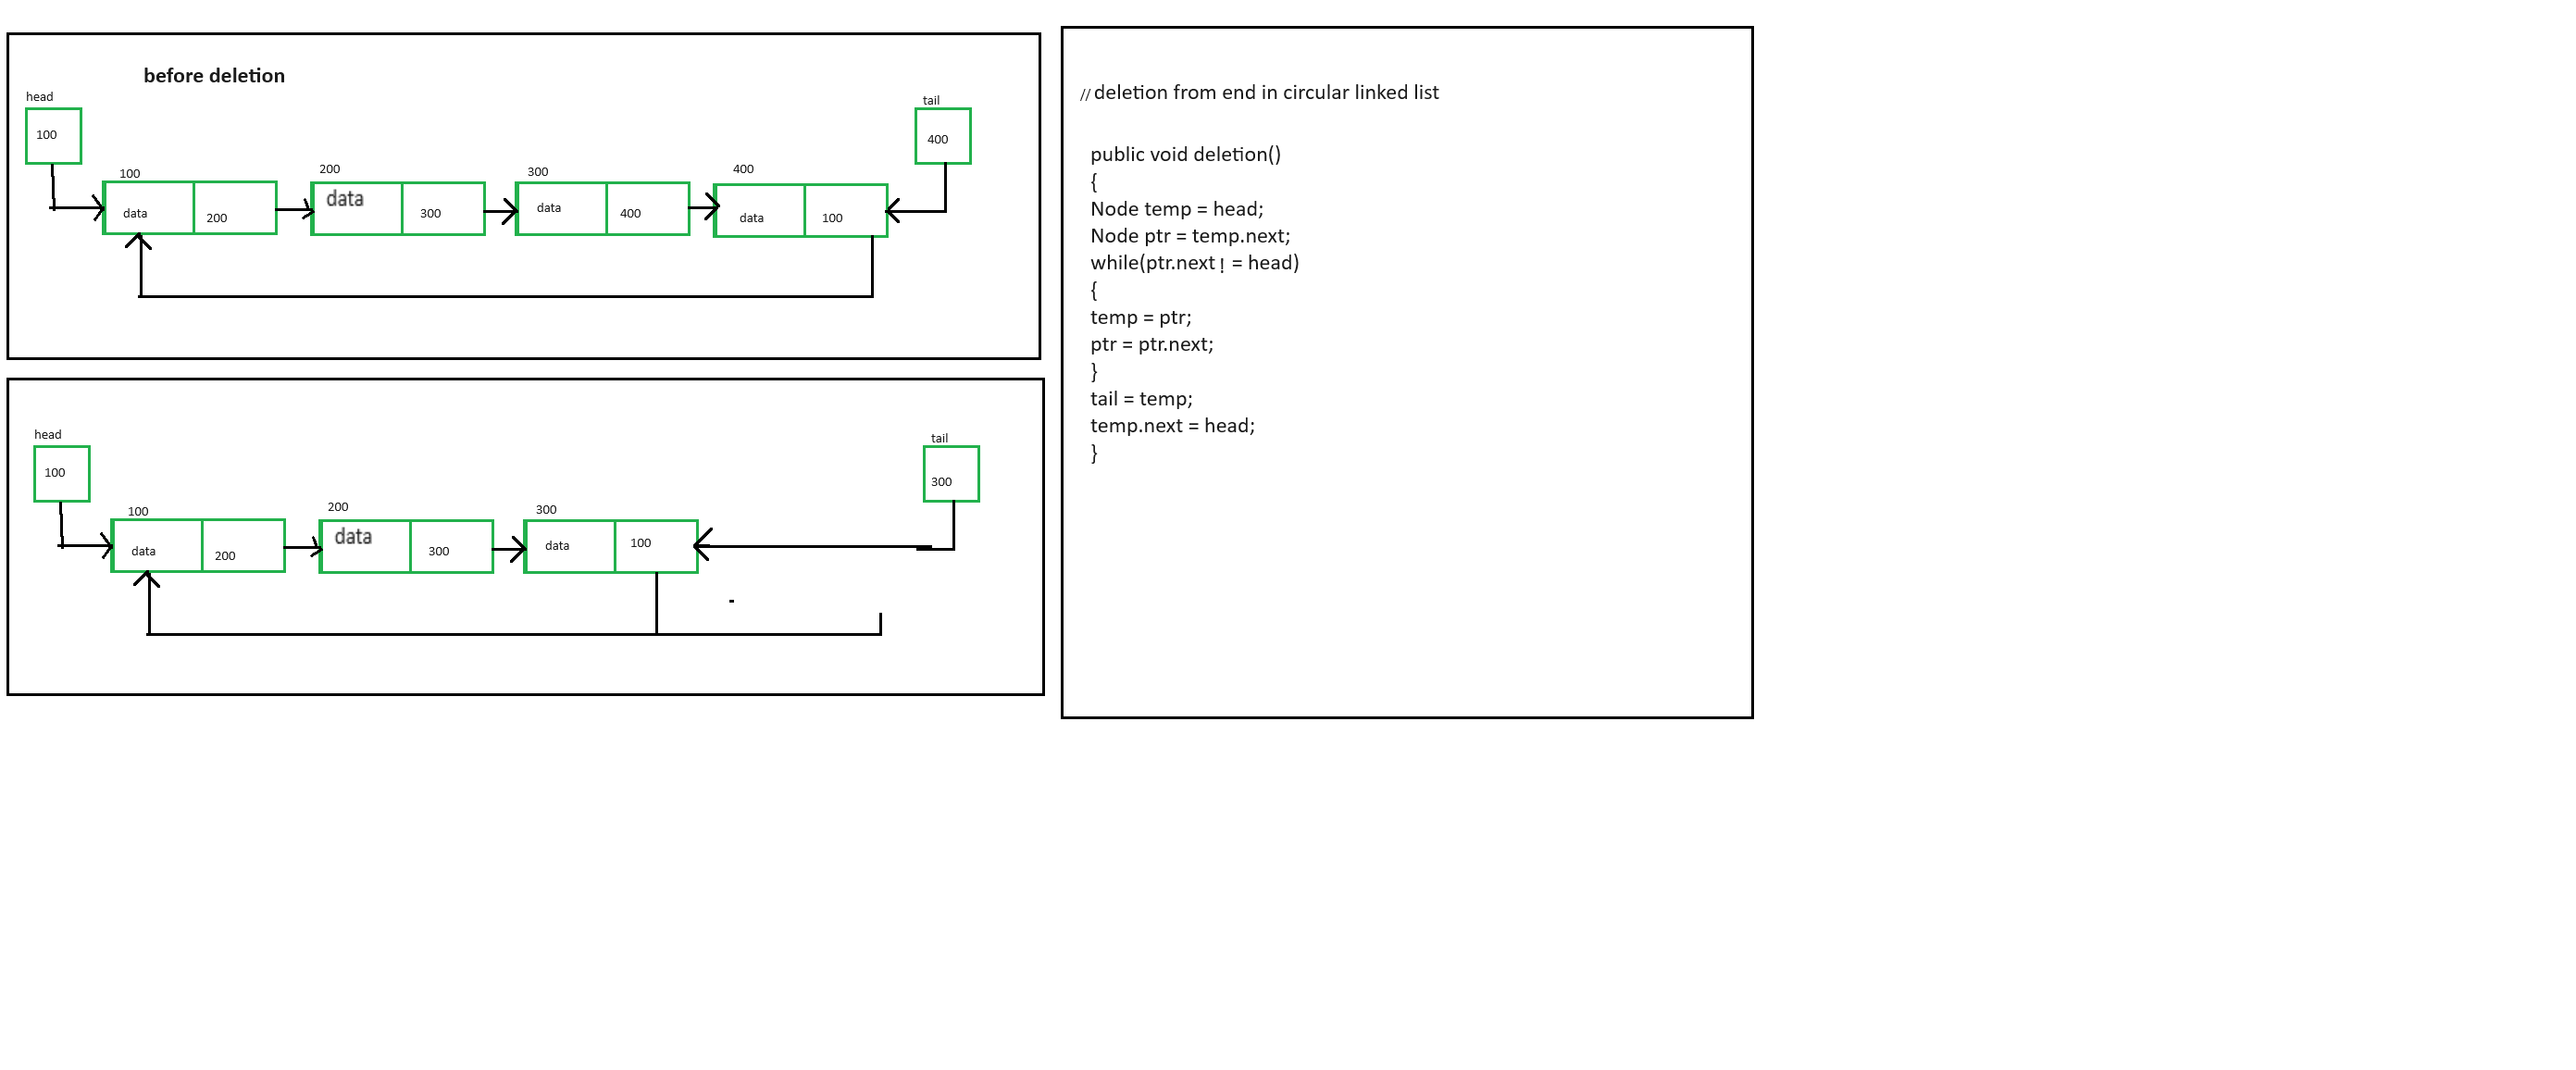 before deletion
head
tail
100
400
100
200
300
400
data
200
data
300
data
400
data
100
head
tail
100
300
100
200
300
data
200
data
300
data
100
// deletion from end in circular linked list
public void deletion()
{
Node temp = head;
Node ptr = temp.next;
while(ptr.next ! = head)
{
temp = ptr;
ptr = ptr.next;
}
tail = temp;
temp.next = head;
}